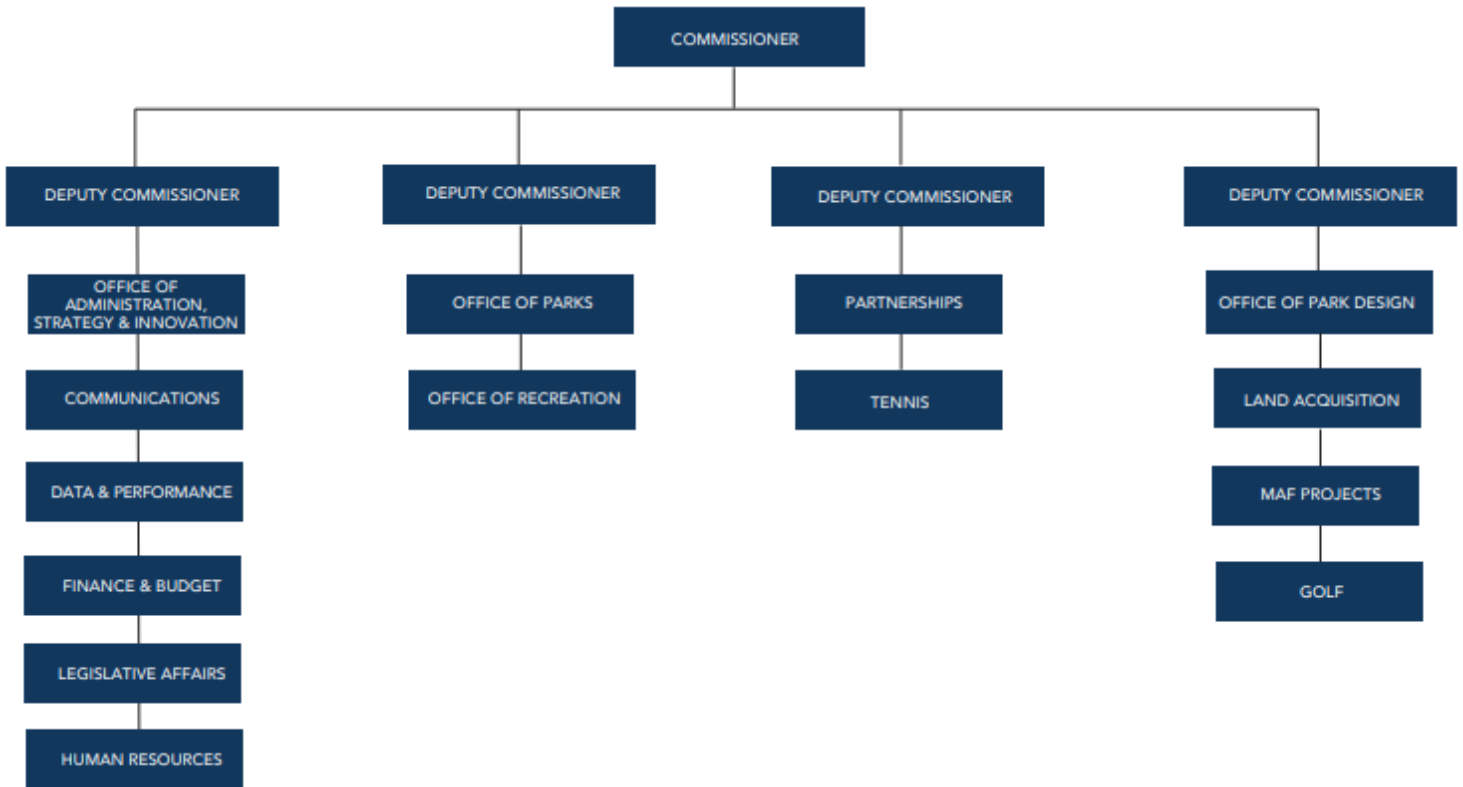 COMMISSIONER
DEPUTY COMMISSIONER
DEPUTY COMMISSIONER
DEPUTY COMMISSIONER
DEPUTY COMMISSIONER
OFFICE OF
ADMINISTRATION,
STRATEGY & INNOVATION
COMMUNICATIONS
DATA & PERFORMANCE
FINANCE & BUDGET
LEGISLATIVE AFFAIRS
HUMAN RESOURCES
OFFICE OF PARKS
OFFICE OF RECREATION
PARTNERSHIPS
TENNIS
OFFICE OF PARK DESIGN
LAND ACQUISITION
MAF PROJECTS
GOLF